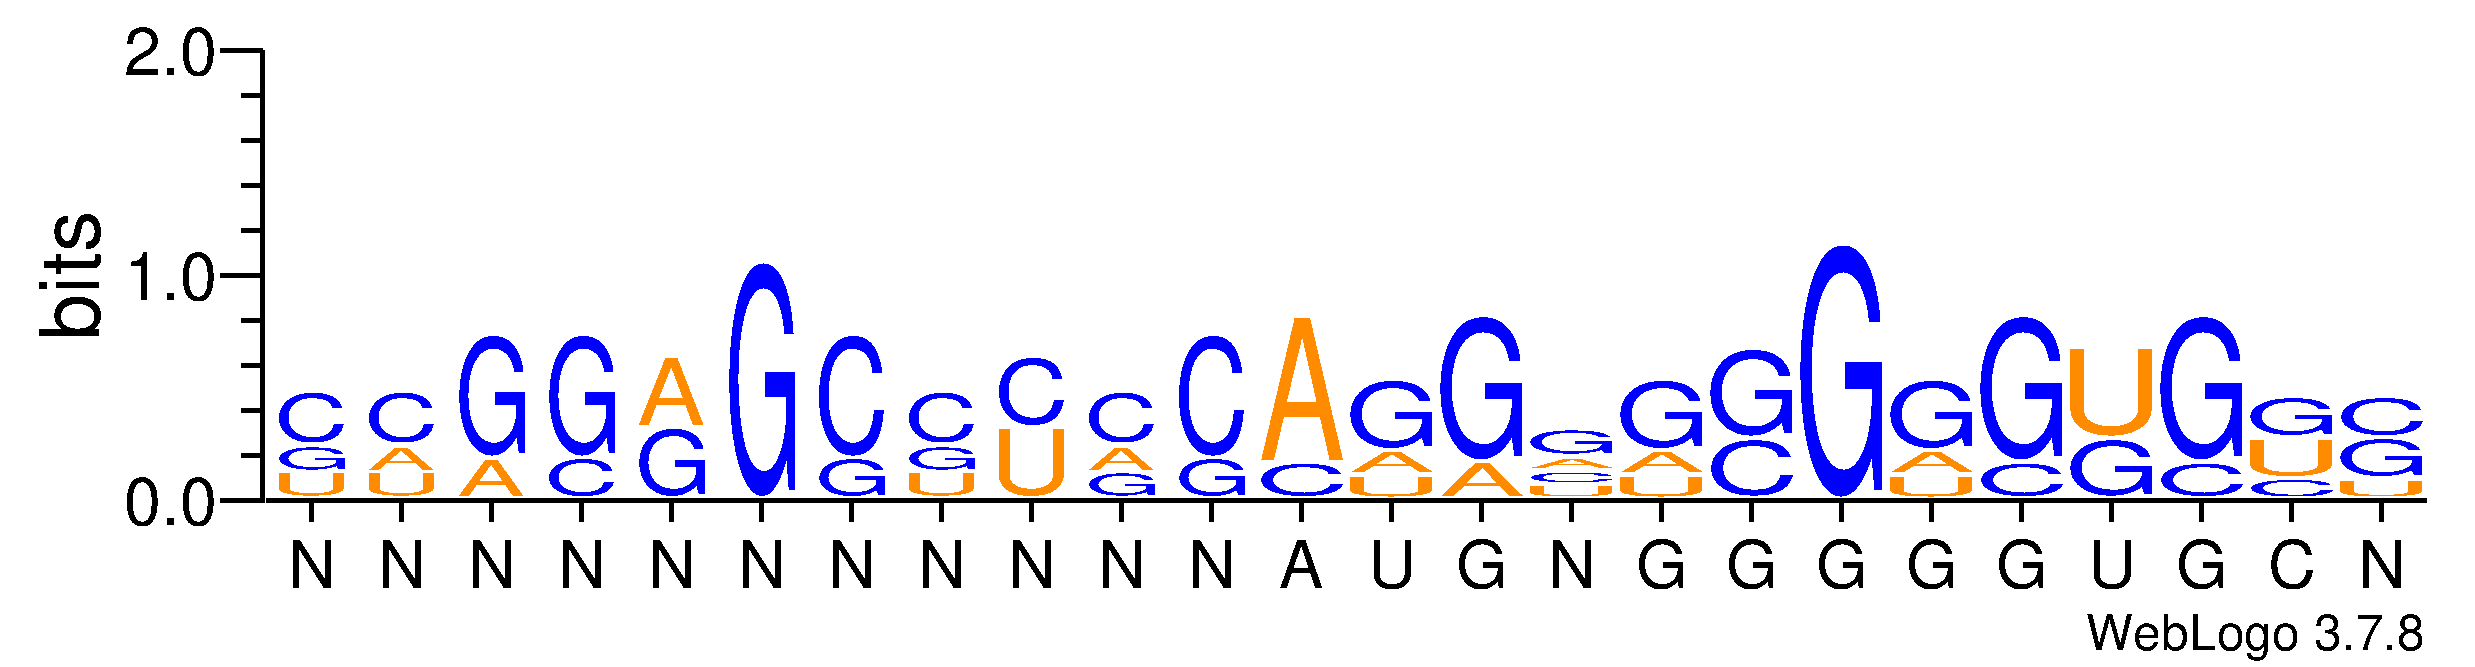 2.0
bits
1.0
0.0
C C G G A G C C C C C A G G G G G G G G U G G C
G A A C G G G U A G C A A A A C A C G C U G
U U U G U C C U U U C U
U
N N N N N N N N N N N A U G N G G G G G U G C N
WebLogo 3.7.8